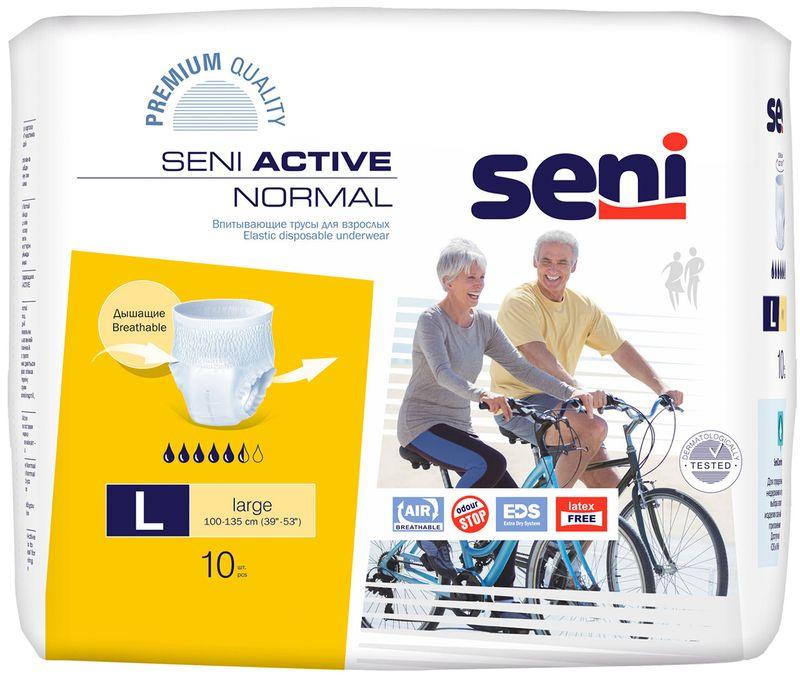 PREMIUM QUALITY
SENI ACTIVE
NORMAL
Впитывающие трусы для взрослых
Elastic disposable underwear
seni
Дышащие
Breathable
L
large
100-135 cm (39"-53")
10 шт.
pcs
AIR
BREATHABLE
odour
STOP
EDS
Extra Dry System
latex
FREE
DERMATOLOGICALLY
TESTED
L
10